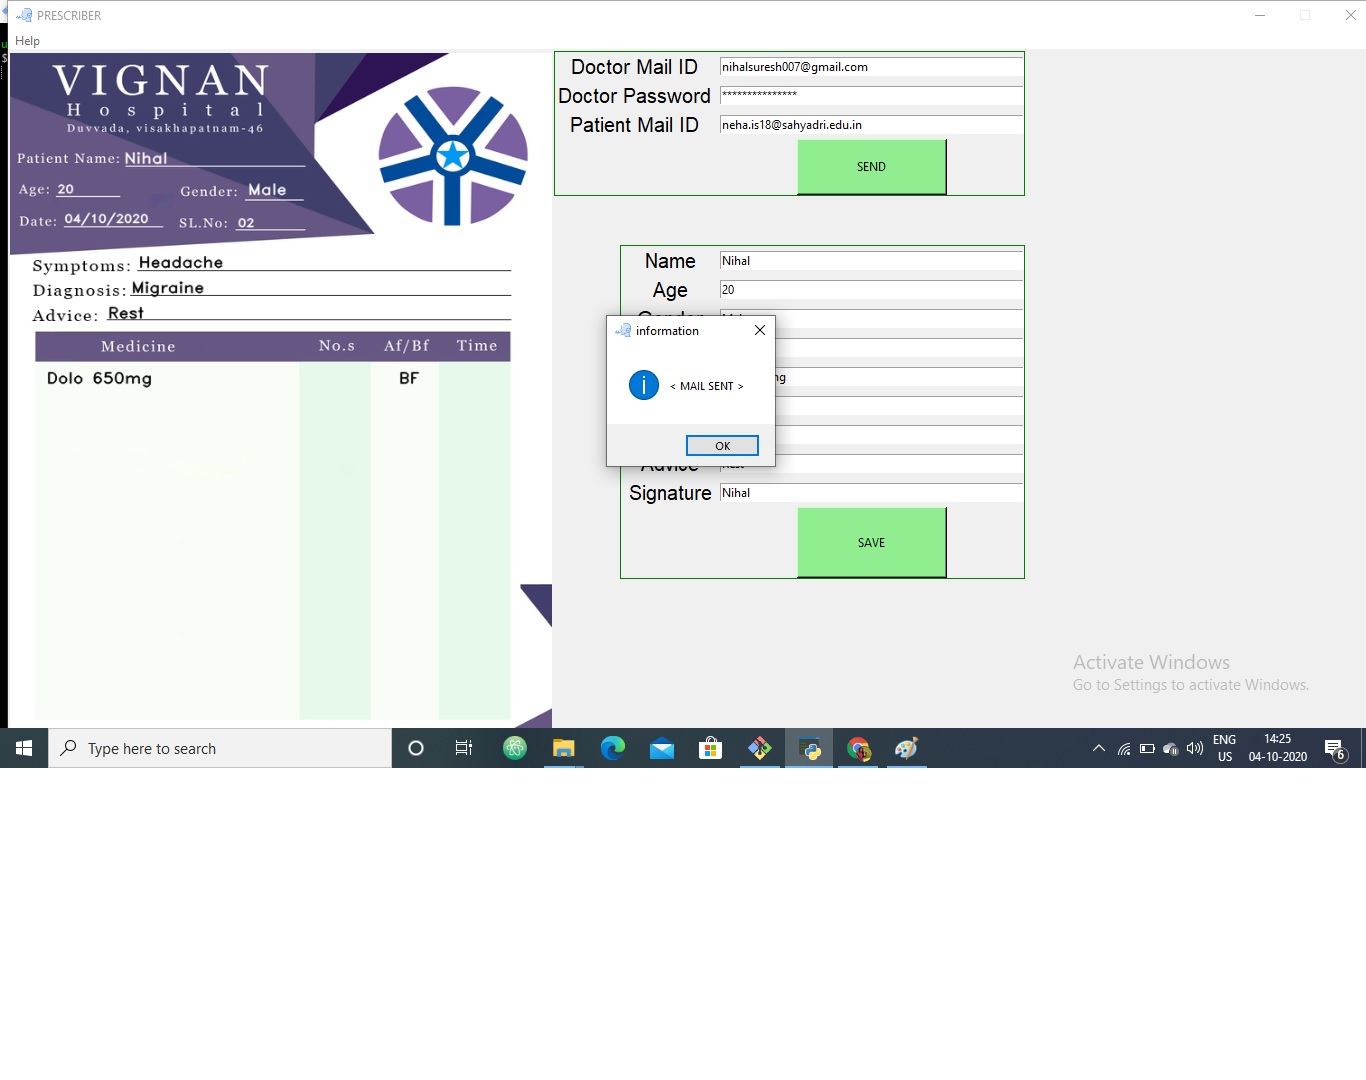 PRESCRIBER
Help
VIGNAN
Hospital
Duvvada, visakhapatnam-46
Patient Name: Nihal
Age: 20 Gender: Male
Date: 04/10/2020 SL.No: 02
Symptoms: Headache
Diagnosis: Migraine
Advice: Rest
Medicine No.s Af/Bf Time
Dolo 650mg BF
Doctor Mail ID nihalsuresh007@gmail.com
Doctor Password ***************
Patient Mail ID neha.is18@sahyadri.edu.in
SEND
Name Nihal
Age 20
information
< MAIL SENT >
OK
Advice
Signature Nihal
SAVE
Activate Windows
Go to Settings to activate Windows.
Type here to search
ENG
US
14:25
04-10-2020
6